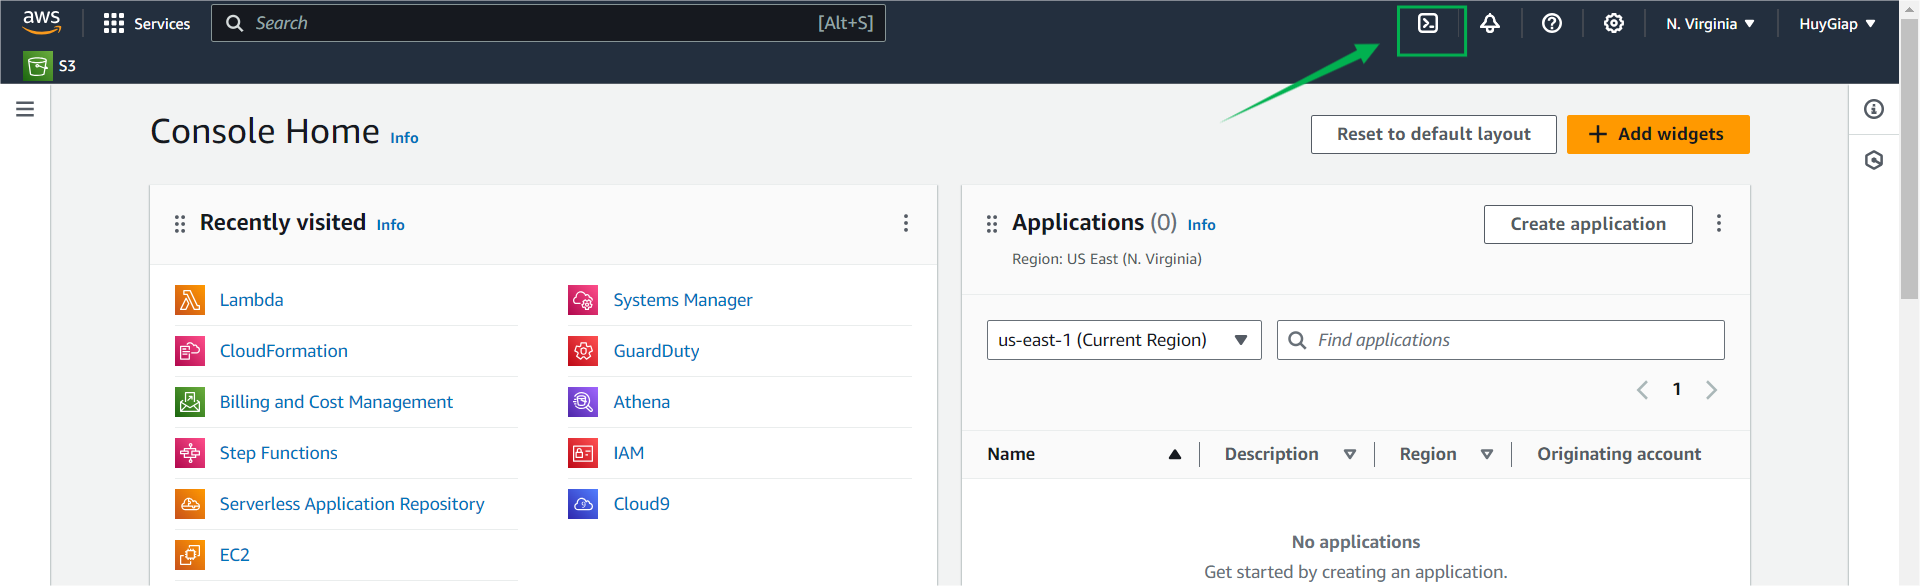 aws
Services
Search
[Alt+S]
N. Virginia
HuyGiap
S3
Console Home Info
Reset to default layout
Add widgets
Recently visited Info
Lambda
CloudFormation
Billing and Cost Management
Step Functions
Serverless Application Repository
EC2
Systems Manager
GuardDuty
Athena
IAM
Cloud9
Applications (0) Info
Region: US East (N. Virginia)
Create application
us-east-1 (Current Region)
Find applications
1
Name
Description
Region
Originating account
No applications
Get started by creating an application.